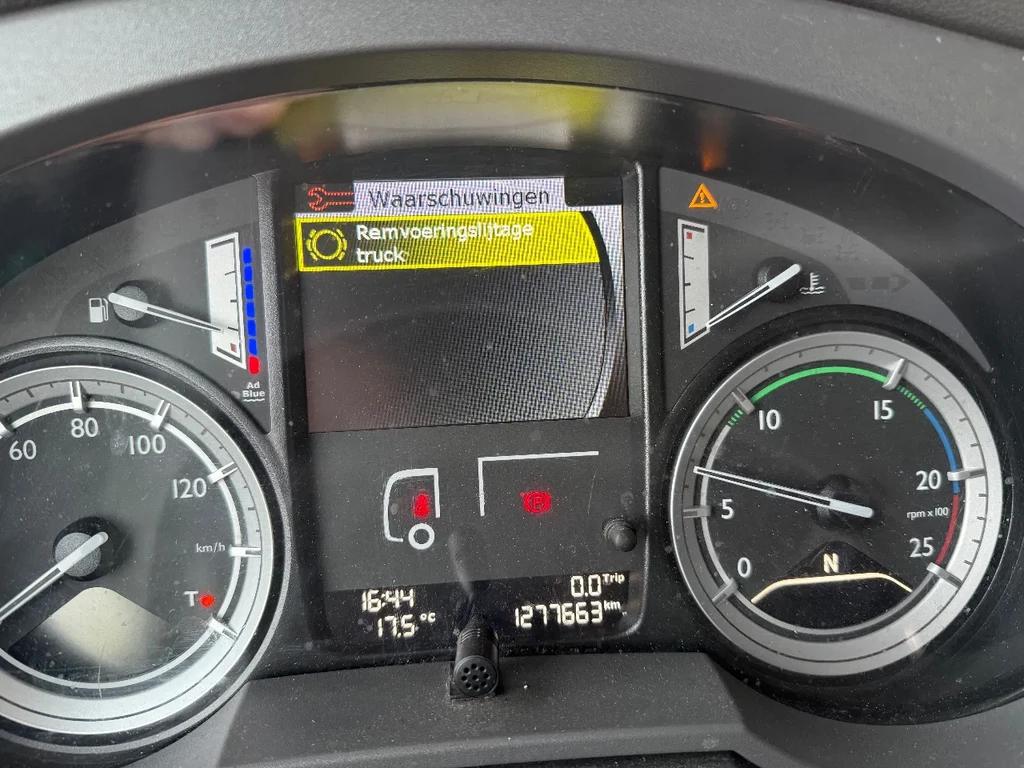 Waarschuwingen
Remvoeringslijtage
truck
Ad
Blue
60
80
100
120
km/h
T
P
16:44
17.5 °C
0.0 Trip
1277663 km
0
5
10
15
20
25
rpm x 100
N